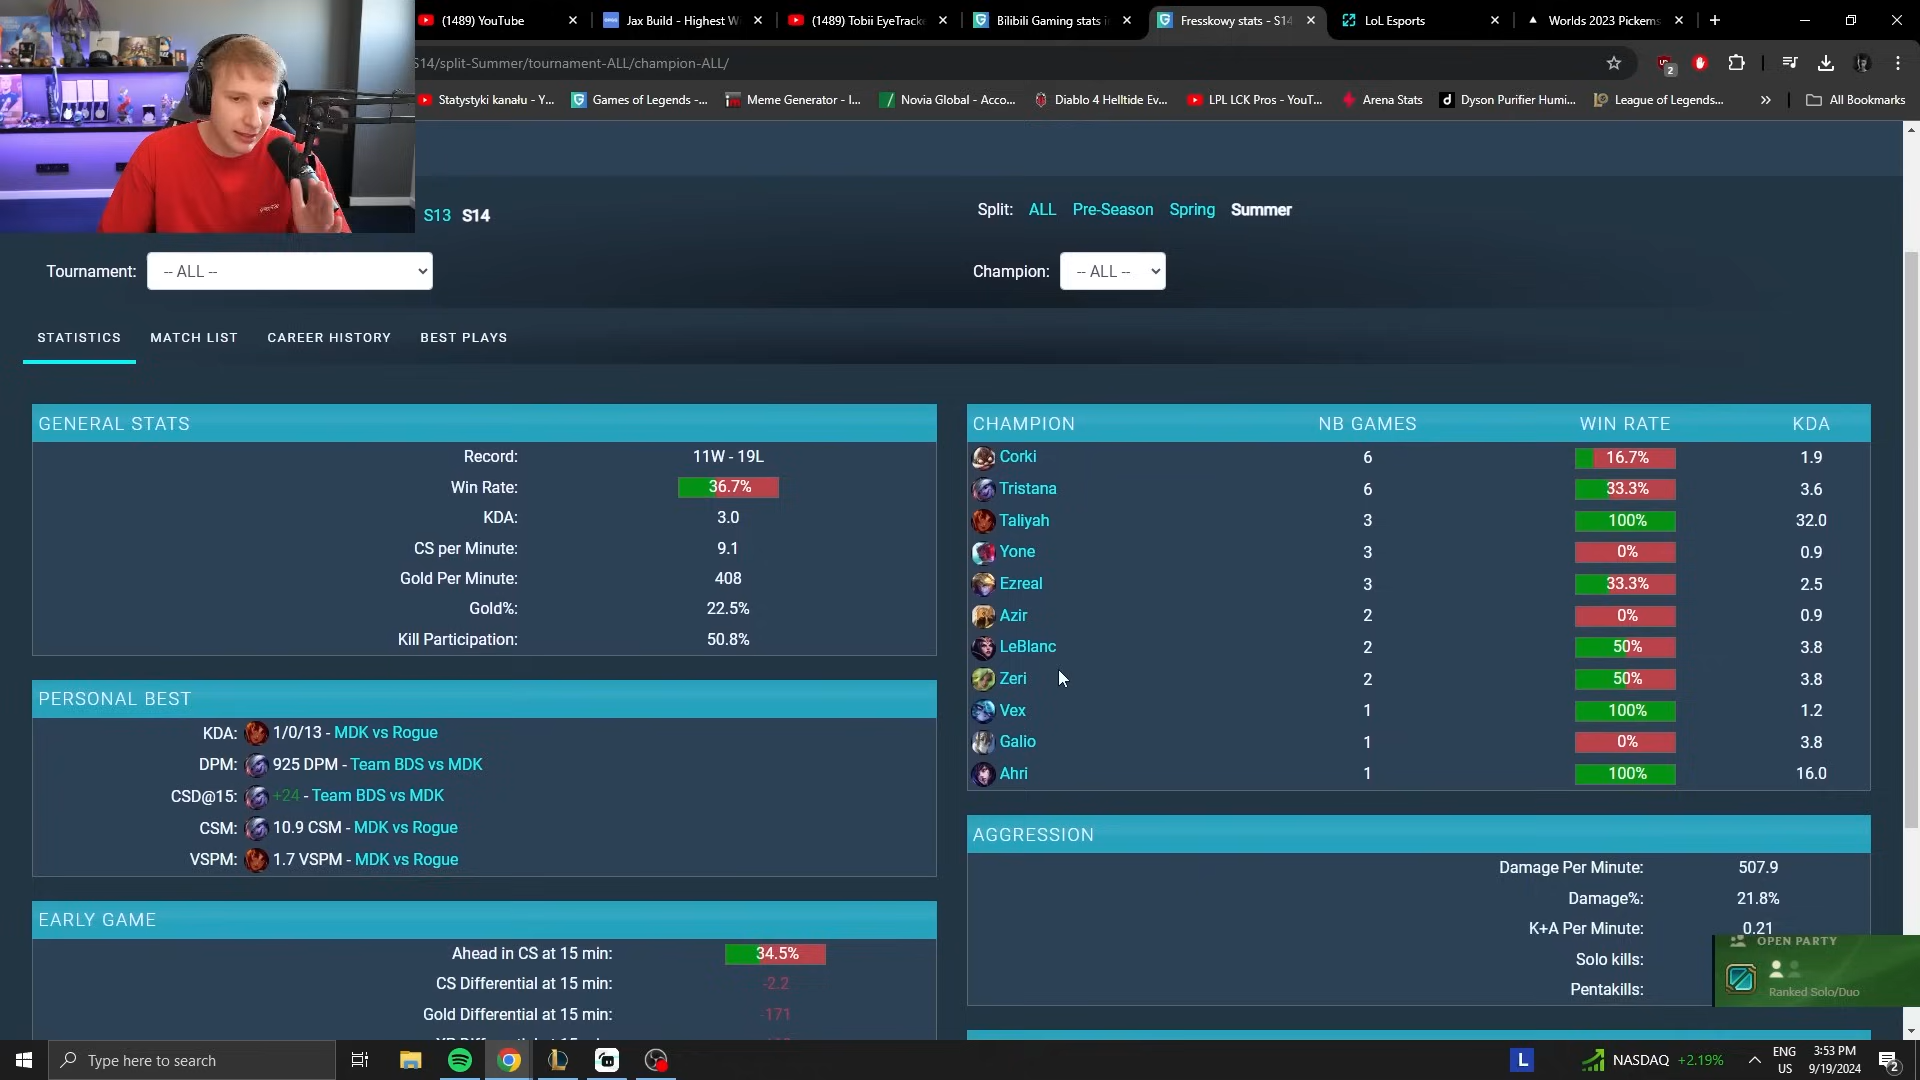 (1489) YouTube
Jax Build - Highest W
(1489) Tobii EyeTracke
Bilibili Gaming stats i
Fresskowy stats - S14
LoL Esports
Worlds 2023 Pickems
14/split-Summer/tournament-ALL/champion-ALL/
2
Statystyki kanału - Y...
Games of Legends -...
Meme Generator - I...
Novia Global - Acco...
Diablo 4 Helltide Ev...
LPL LCK Pros - YouT...
Arena Stats
Dyson Purifier Humi...
League of Legends...
All Bookmarks
S13 S14
Split: ALL Pre-Season Spring Summer
Tournament: -- ALL --
Champion: -- ALL --
STATISTICS MATCH LIST CAREER HISTORY BEST PLAYS
GENERAL STATS
Record: 11W - 19L
Win Rate: 36.7%
KDA: 3.0
CS per Minute: 9.1
Gold Per Minute: 408
Gold%: 22.5%
Kill Participation: 50.8%
PERSONAL BEST
KDA: 1/0/13 - MDK vs Rogue
DPM: 925 DPM - Team BDS vs MDK
CSD@15: +24 - Team BDS vs MDK
CSM: 10.9 CSM - MDK vs Rogue
VSPM: 1.7 VSPM - MDK vs Rogue
EARLY GAME
Ahead in CS at 15 min: 34.5%
CS Differential at 15 min: -2.2
Gold Differential at 15 min: -171
CHAMPION NB GAMES WIN RATE KDA
Corki 6 16.7% 1.9
Tristana 6 33.3% 3.6
Taliyah 3 100% 32.0
Yone 3 0% 0.9
Ezreal 3 33.3% 2.5
Azir 2 0% 0.9
LeBlanc 2 50% 3.8
Zeri 2 50% 3.8
Vex 1 100% 1.2
Galio 1 0% 3.8
Ahri 1 100% 16.0
AGGRESSION
Damage Per Minute: 507.9
Damage%: 21.8%
K+A Per Minute: 0.21
Solo kills:
Pentakills:
OPEN PARTY
Ranked Solo/Duo
Type here to search
L
NASDAQ +2.19%
ENG
US
3:53 PM
9/19/2024
2